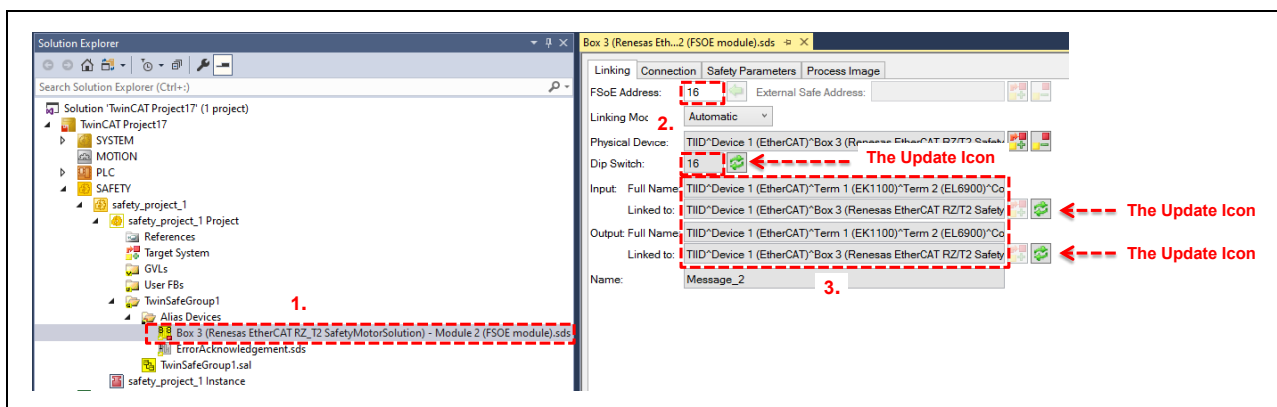 Solution Explorer
Search Solution Explorer (Ctrl+:)
Solution 'TwinCAT Project17' (1 project)
TwinCAT Project17
SYSTEM
MOTION
PLC
SAFETY
safety_project_1
safety_project_1 Project
References
Target System
GVLs
User FBs
TwinSafeGroup1
1.
Alias Devices
Box 3 (Renesas EtherCAT RZ_T2 SafetyMotorSolution) - Module 2 (FSOE module).sds
ErrorAcknowledgement.sds
TwinSafeGroup1.sal
safety_project_1 Instance
Box 3 (Renesas Eth...2 (FSOE module).sds
Linking Connection Safety Parameters Process Image
FSoE Address: 16 External Safe Address:
Linking Moc 2. Automatic
Physical Device: TIID^Device 1 (EtherCAT)^Box 3 (Renesas EtherCAT RZ/T2 Safety
Dip Switch: 16 The Update Icon
Input: Full Name: TIID^Device 1 (EtherCAT)^Term 1 (EK1100)^Term 2 (EL6900)^Co
Linked to: TIID^Device 1 (EtherCAT)^Box 3 (Renesas EtherCAT RZ/T2 Safety The Update Icon
Output: Full Name: TIID^Device 1 (EtherCAT)^Term 1 (EK1100)^Term 2 (EL6900)^Co
Linked to: TIID^Device 1 (EtherCAT)^Box 3 (Renesas EtherCAT RZ/T2 Safety The Update Icon
Name: Message_2
3.